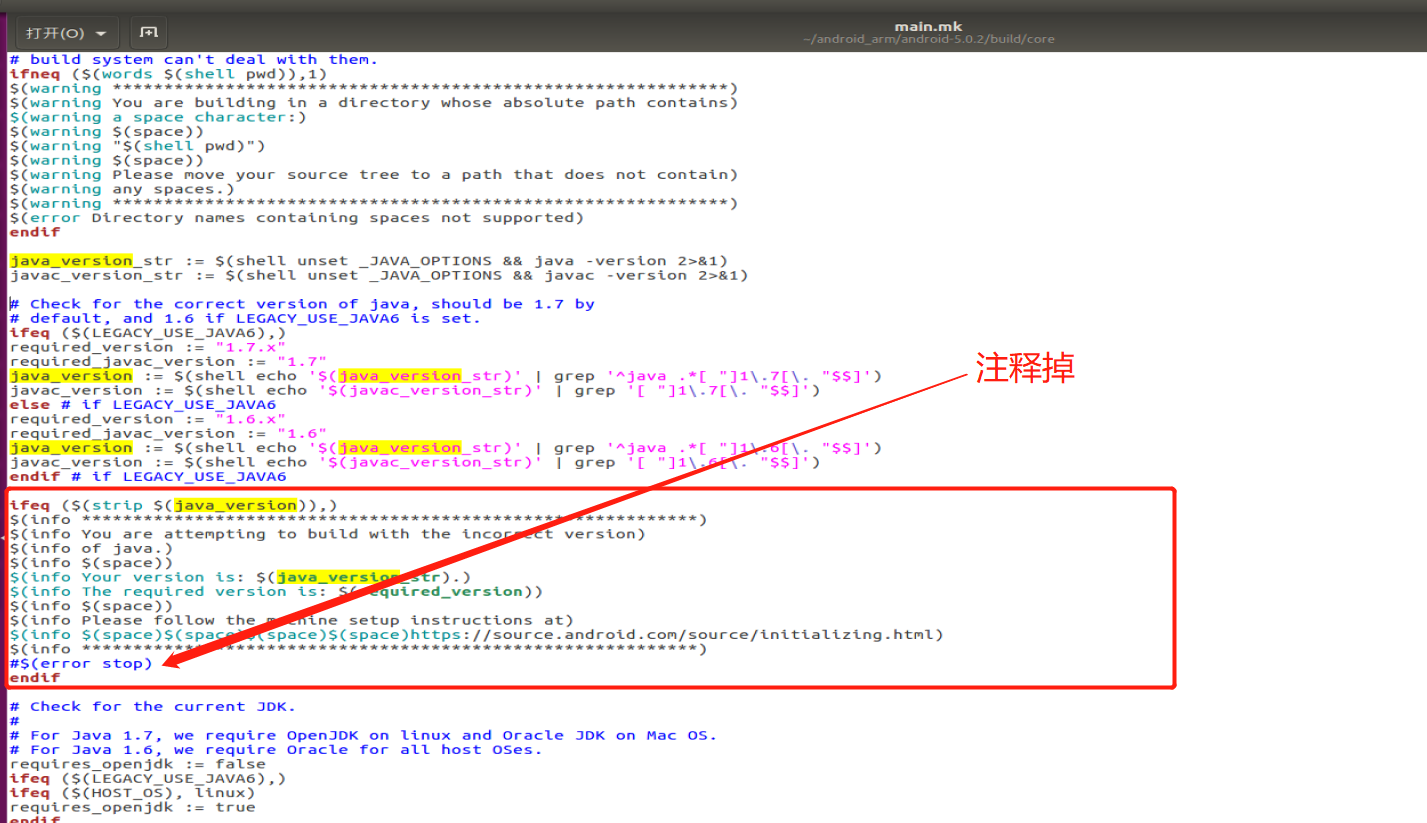 打开(O)
main.mk
~/android_arm/android-5.0.2/build/core
# build system can't deal with them.
ifneq ($(words $(shell pwd)),1)
$(warning ************************************************************)
$(warning You are building in a directory whose absolute path contains)
$(warning a space character:)
$(warning $(space))
$(warning "$(shell pwd)")
$(warning $(space))
$(warning Please move your source tree to a path that does not contain)
$(warning any spaces.)
$(warning ************************************************************)
$(error Directory names containing spaces not supported)
endif
java_version_str := $(shell unset _JAVA_OPTIONS && java -version 2>&1)
javac_version_str := $(shell unset _JAVA_OPTIONS && javac -version 2>&1)
# Check for the correct version of java, should be 1.7 by
# default, and 1.6 if LEGACY_USE_JAVA6 is set.
ifeq ($(LEGACY_USE_JAVA6),)
required_version := "1.7.x"
required_javac_version := "1.7"
java_version := $(shell echo '$(java_version_str)' | grep '^java .*[ "]1\.7[\. "$$]')
javac_version := $(shell echo '$(javac_version_str)' | grep '[ "]1\.7[\. "$$]')
else # if LEGACY_USE_JAVA6
required_version := "1.6.x"
required_javac_version := "1.6"
java_version := $(shell echo '$(java_version_str)' | grep '^java .*[ "]1\.6[\. "$$]')
javac_version := $(shell echo '$(javac_version_str)' | grep '[ "]1\.6[\. "$$]')
endif # if LEGACY_USE_JAVA6
注释掉
ifeq ($(strip $(java_version)),)
$(info ************************************************************)
$(info You are attempting to build with the incorrect version)
$(info of java.)
$(info $(space))
$(info Your version is: $(java_version_str).)
$(info The required version is: $(required_version))
$(info $(space))
$(info Please follow the machine setup instructions at)
$(info $(space)$(space)$(space)$(space)https://source.android.com/source/initializing.html)
$(info ************************************************************)
#$(error stop)
endif
# Check for the current JDK.
#
# For Java 1.7, we require OpenJDK on linux and Oracle JDK on Mac OS.
# For Java 1.6, we require Oracle for all host OSes.
requires_openjdk := false
ifeq ($(LEGACY_USE_JAVA6),)
ifeq ($(HOST_OS), linux)
requires_openjdk := true
endif